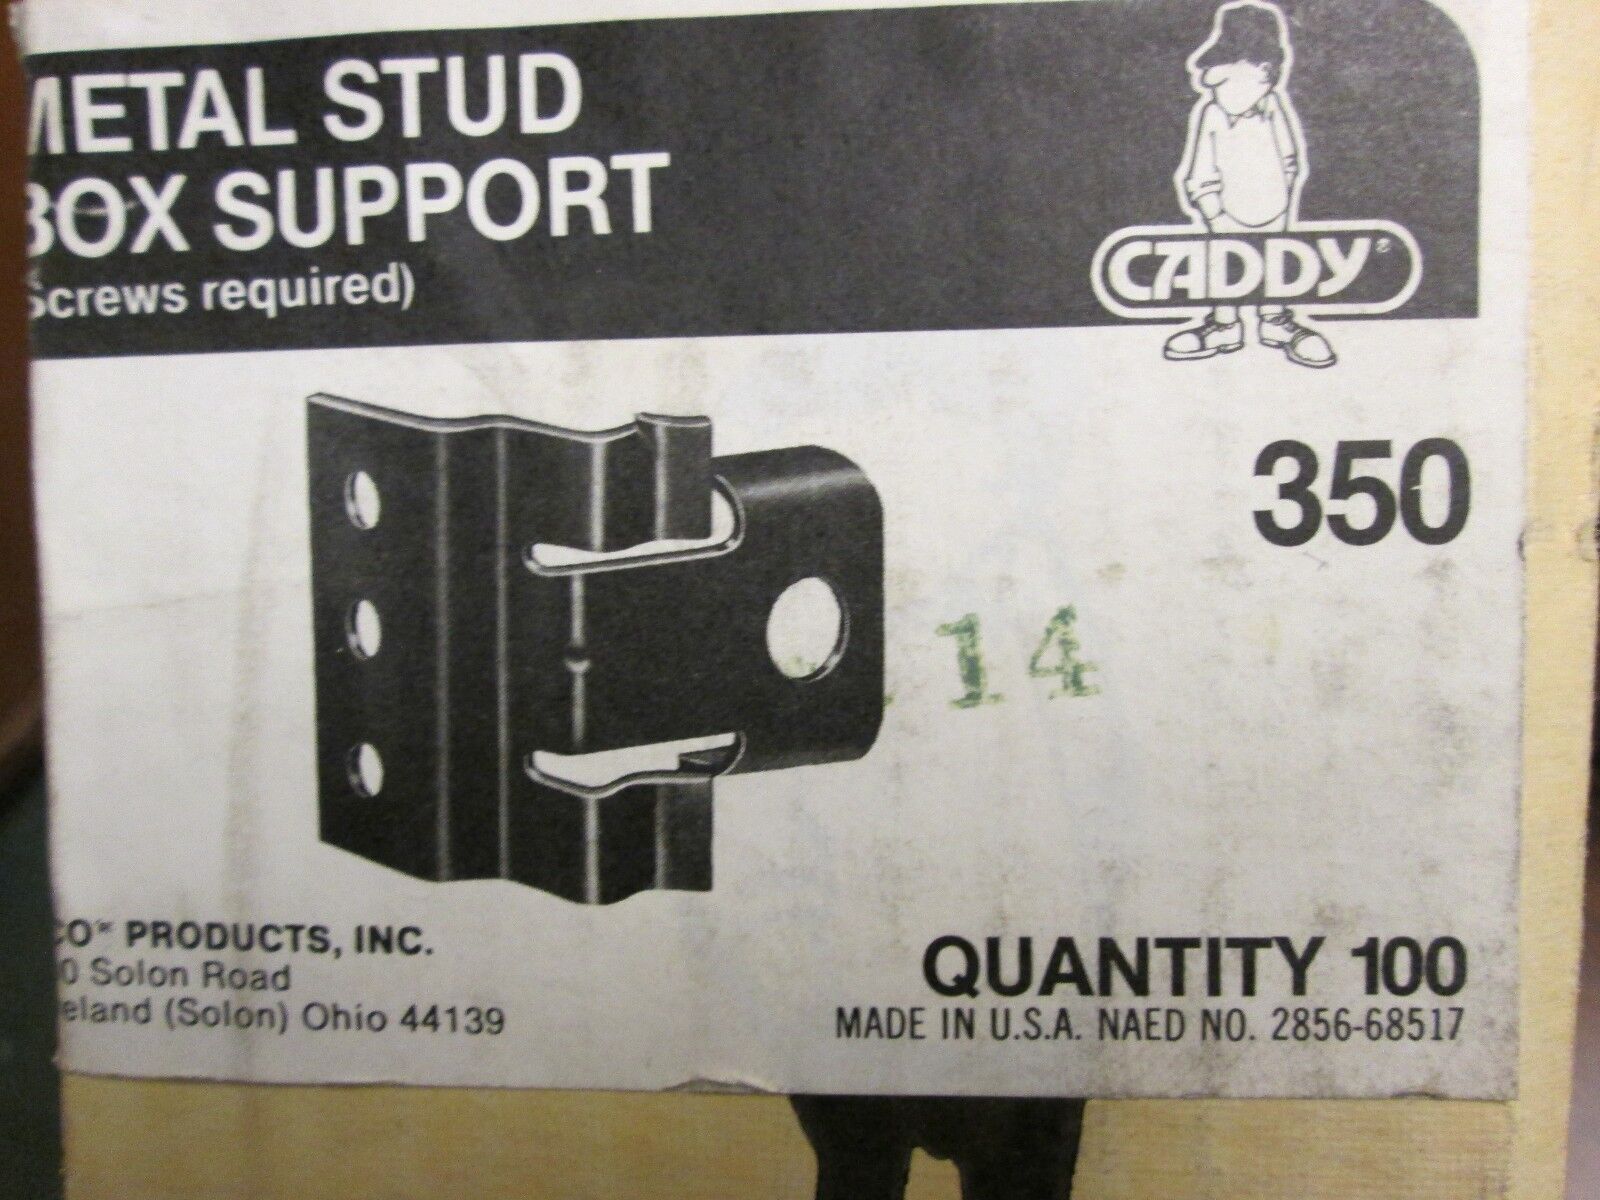 METAL STUD
BOX SUPPORT
(Screws required)
CADDY®
350
14
PRODUCTS, INC.
Solon Road
(Solon) Ohio 44139
QUANTITY 100
MADE IN U.S.A. NAED NO. 2856-68517